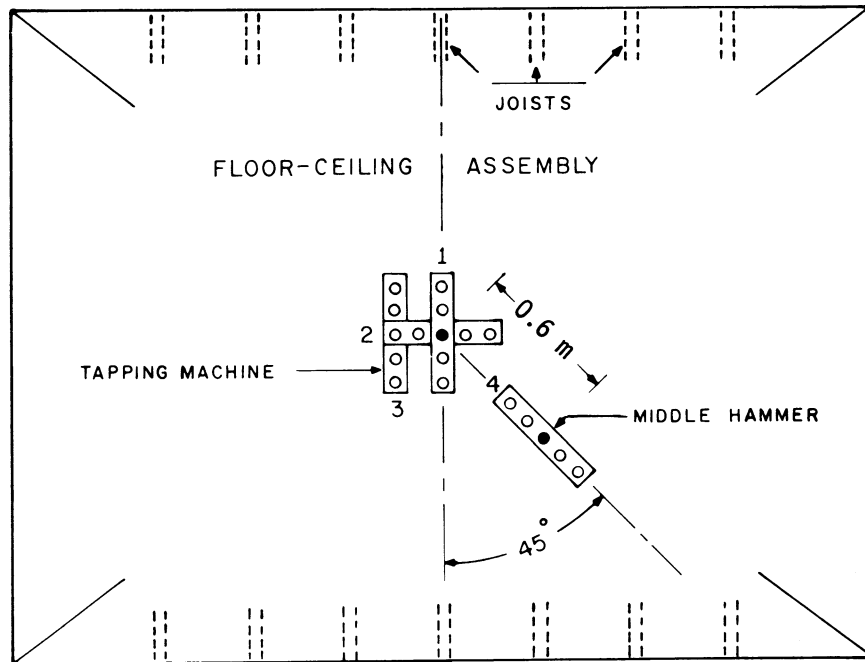 JOISTS
FLOOR-CEILING ASSEMBLY
1
0.6 m
2
TAPPING MACHINE
4
3
MIDDLE HAMMER
45°